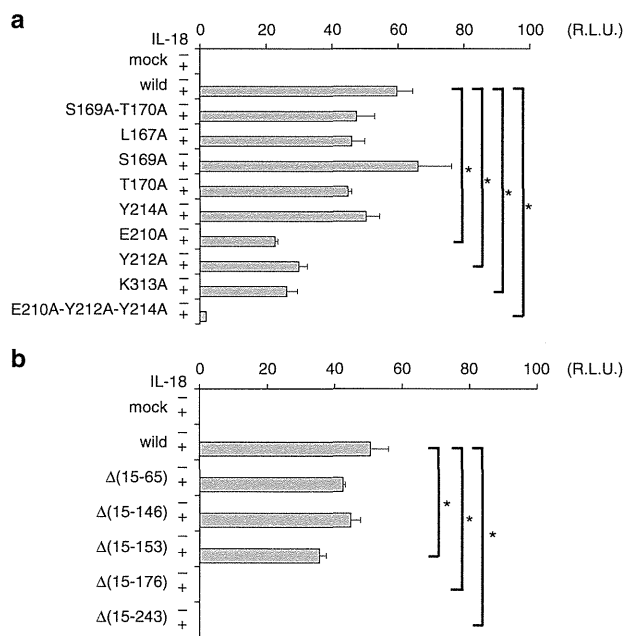 a
IL-18
0 20 40 60 80 100 (R.L.U.)
mock − +
wild − +
S169A-T170A − +
L167A − +
S169A − +
T170A − +
Y214A − +
E210A − +
Y212A − +
K313A − +
E210A-Y212A-Y214A − +
* * * *
b
IL-18
0 20 40 60 80 100 (R.L.U.)
mock − +
wild − +
Δ(15-65) − +
Δ(15-146) − +
Δ(15-153) − +
Δ(15-176) − +
Δ(15-243) − +
* * *